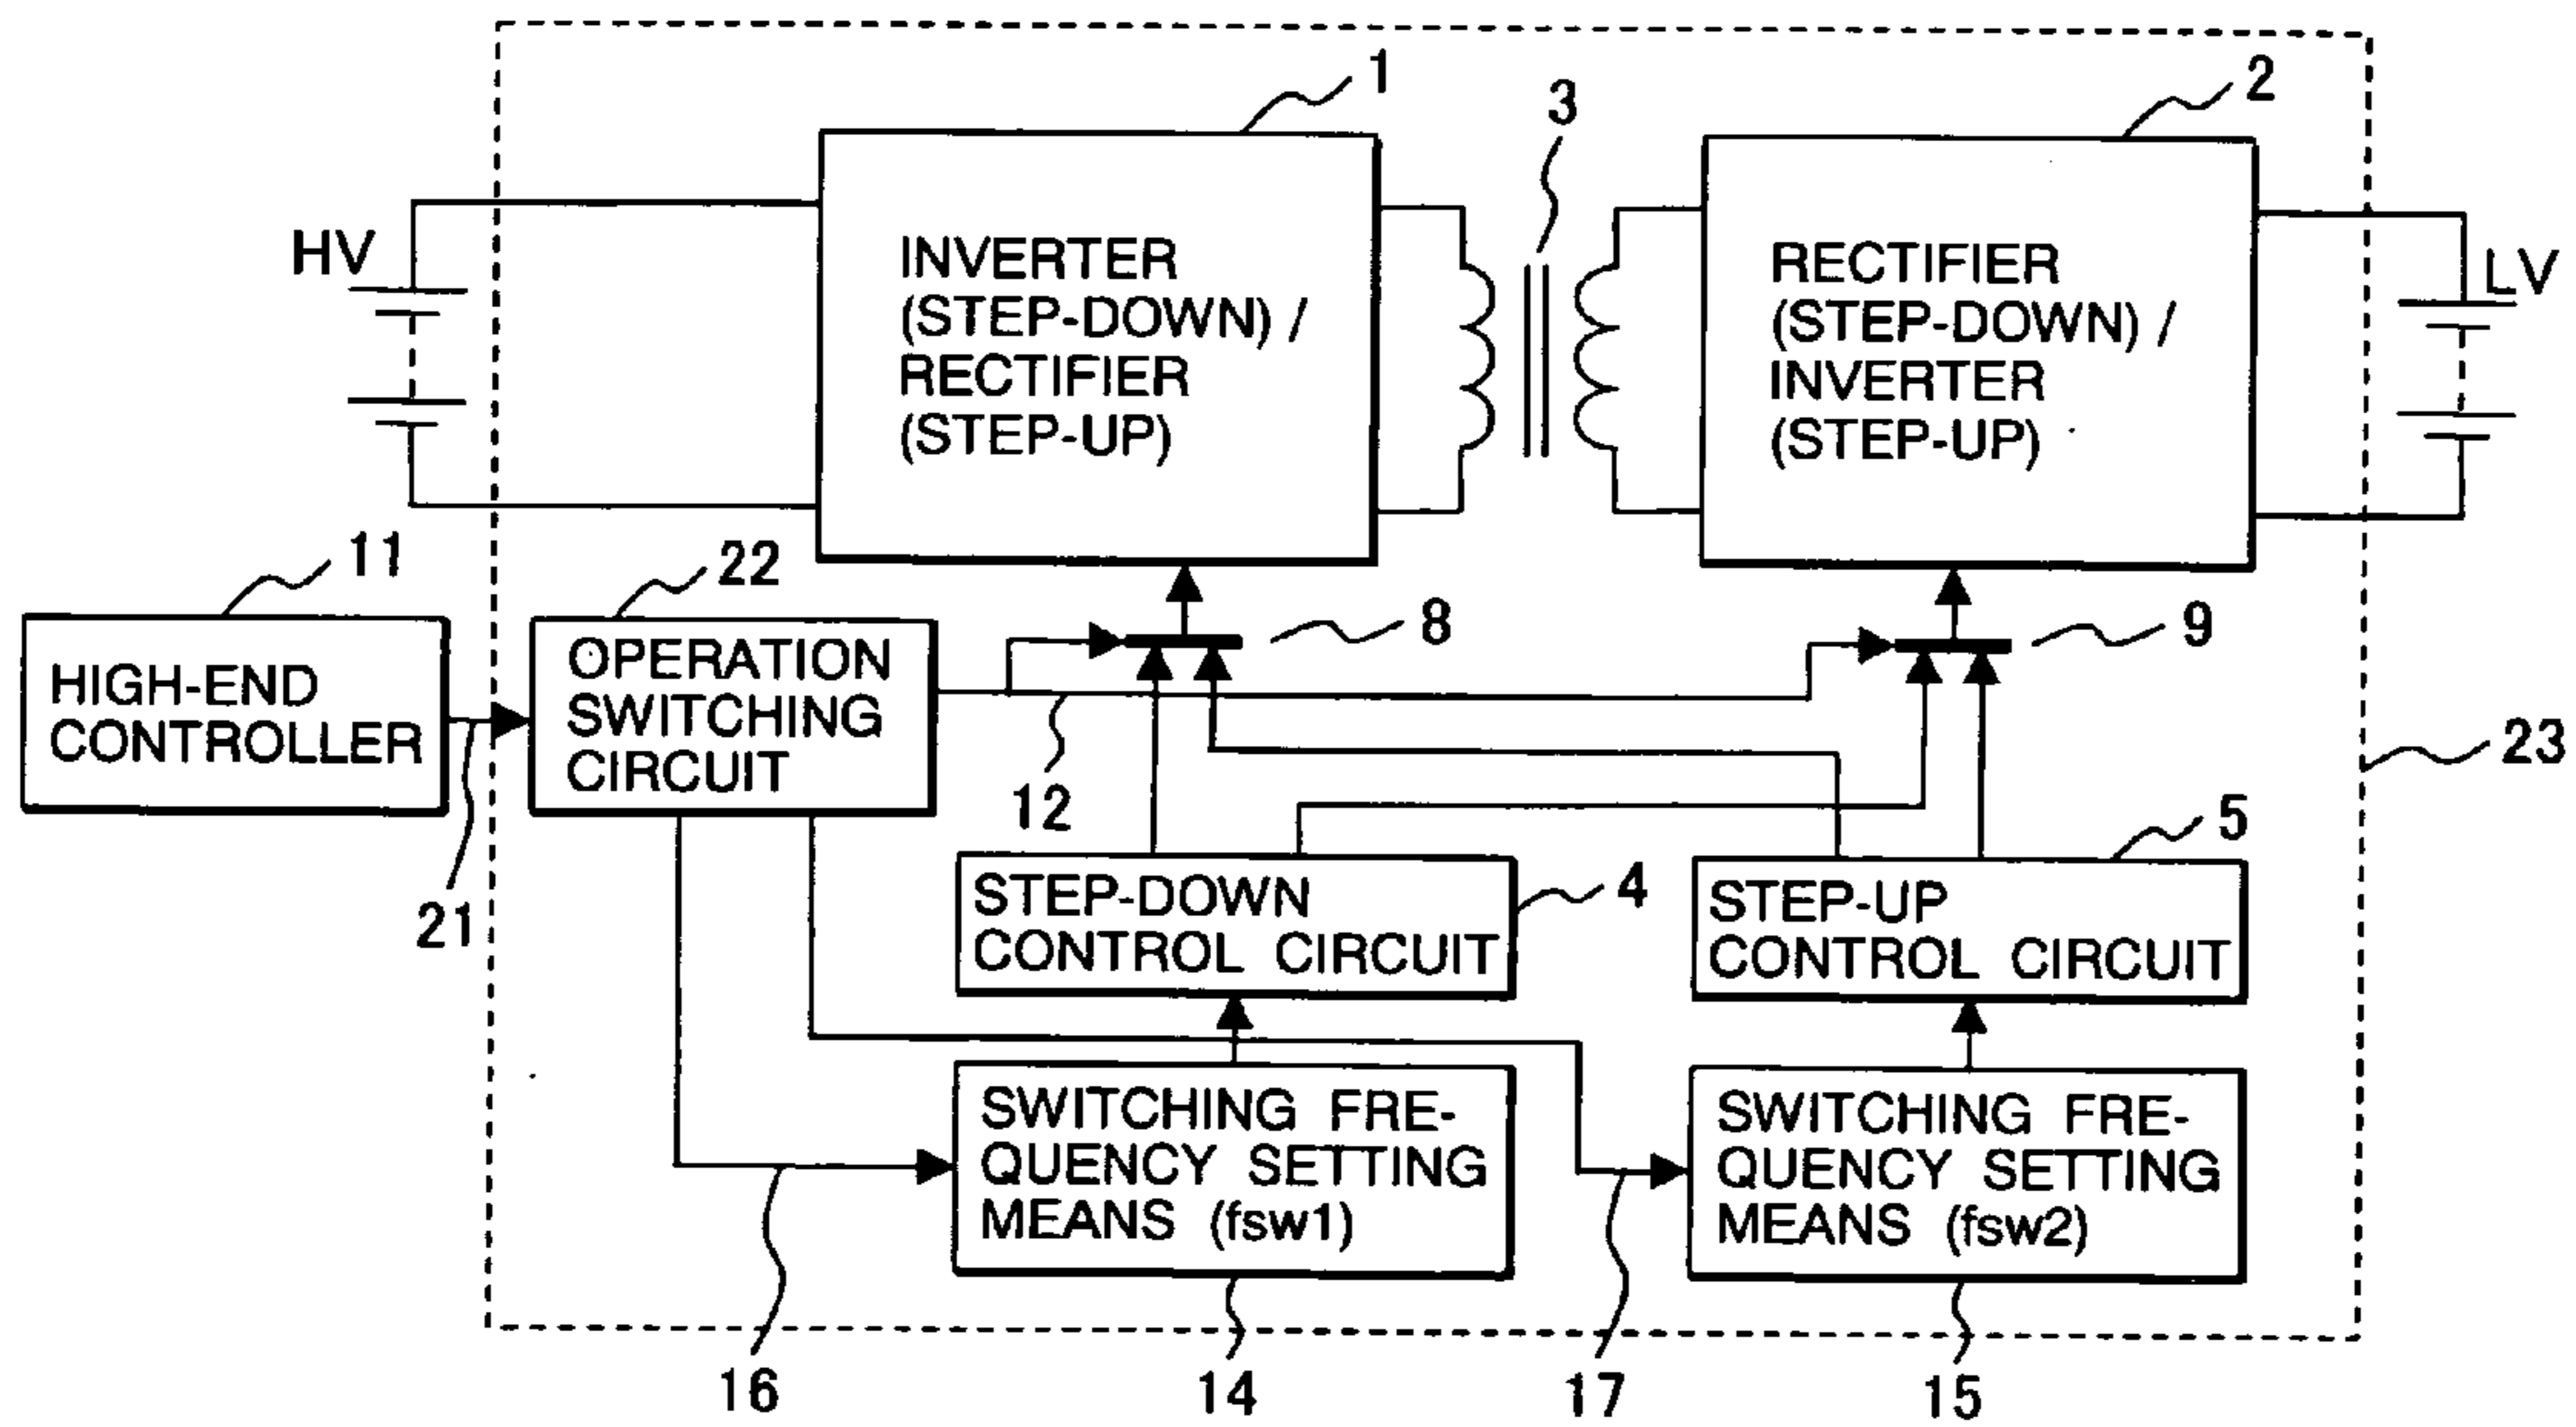 1
2
3
HV
INVERTER
(STEP-DOWN) /
RECTIFIER
(STEP-UP)
RECTIFIER
(STEP-DOWN) /
INVERTER
(STEP-UP)
LV
11
22
8
9
HIGH-END
CONTROLLER
OPERATION
SWITCHING
CIRCUIT
12
23
21
STEP-DOWN
CONTROL CIRCUIT
4
STEP-UP
CONTROL CIRCUIT
5
SWITCHING FRE-
QUENCY SETTING
MEANS (fsw1)
SWITCHING FRE-
QUENCY SETTING
MEANS (fsw2)
16
14
17
15